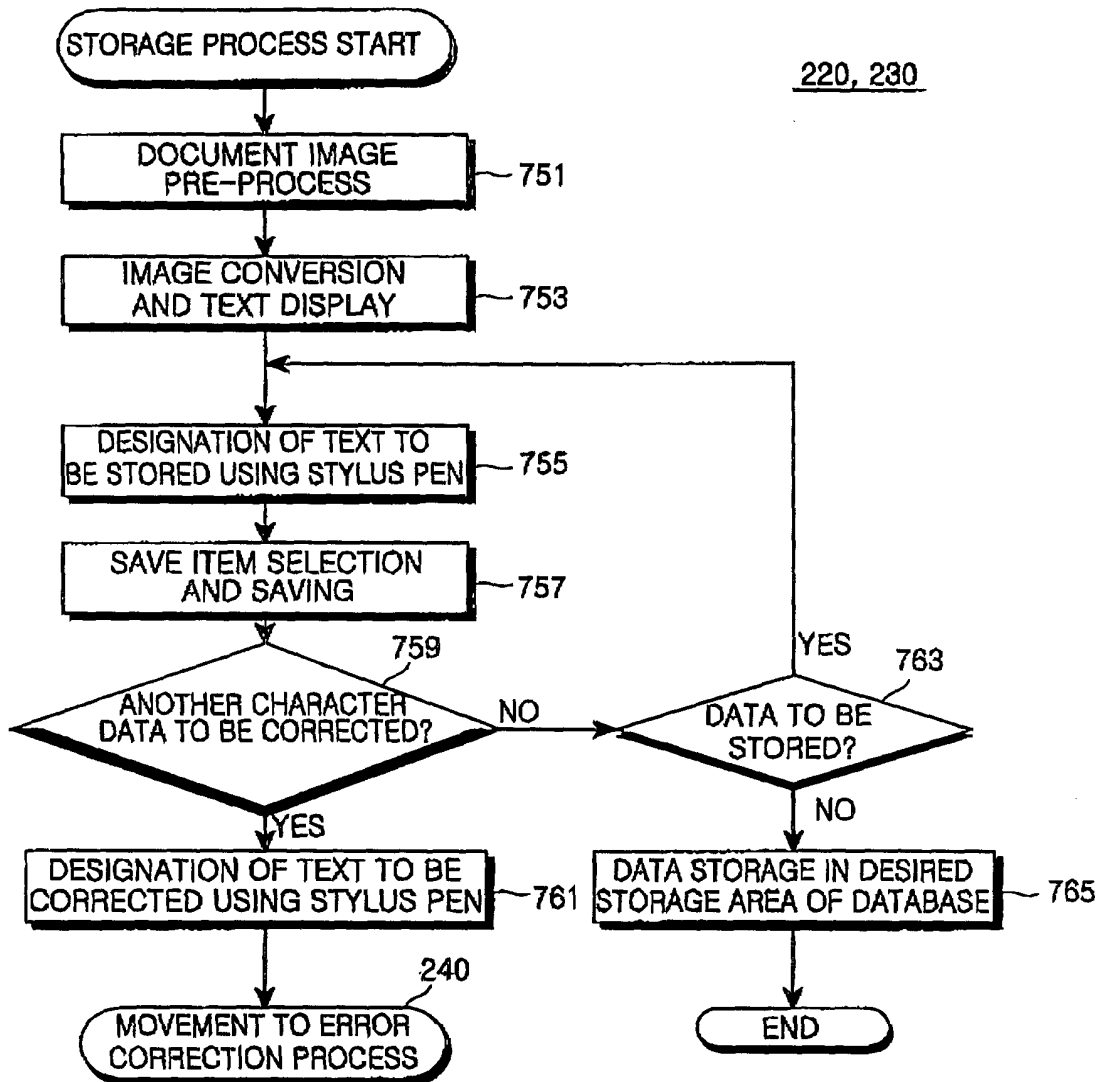 STORAGE PROCESS START
220, 230
DOCUMENT IMAGE
PRE-PROCESS
751
IMAGE CONVERSION
AND TEXT DISPLAY
753
DESIGNATION OF TEXT TO
BE STORED USING STYLUS PEN
755
SAVE ITEM SELECTION
AND SAVING
757
759
ANOTHER CHARACTER
DATA TO BE CORRECTED?
NO
YES
763
DATA TO BE
STORED?
YES
NO
DESIGNATION OF TEXT TO BE
CORRECTED USING STYLUS PEN
761
DATA STORAGE IN DESIRED
STORAGE AREA OF DATABASE
765
240
MOVEMENT TO ERROR
CORRECTION PROCESS
END